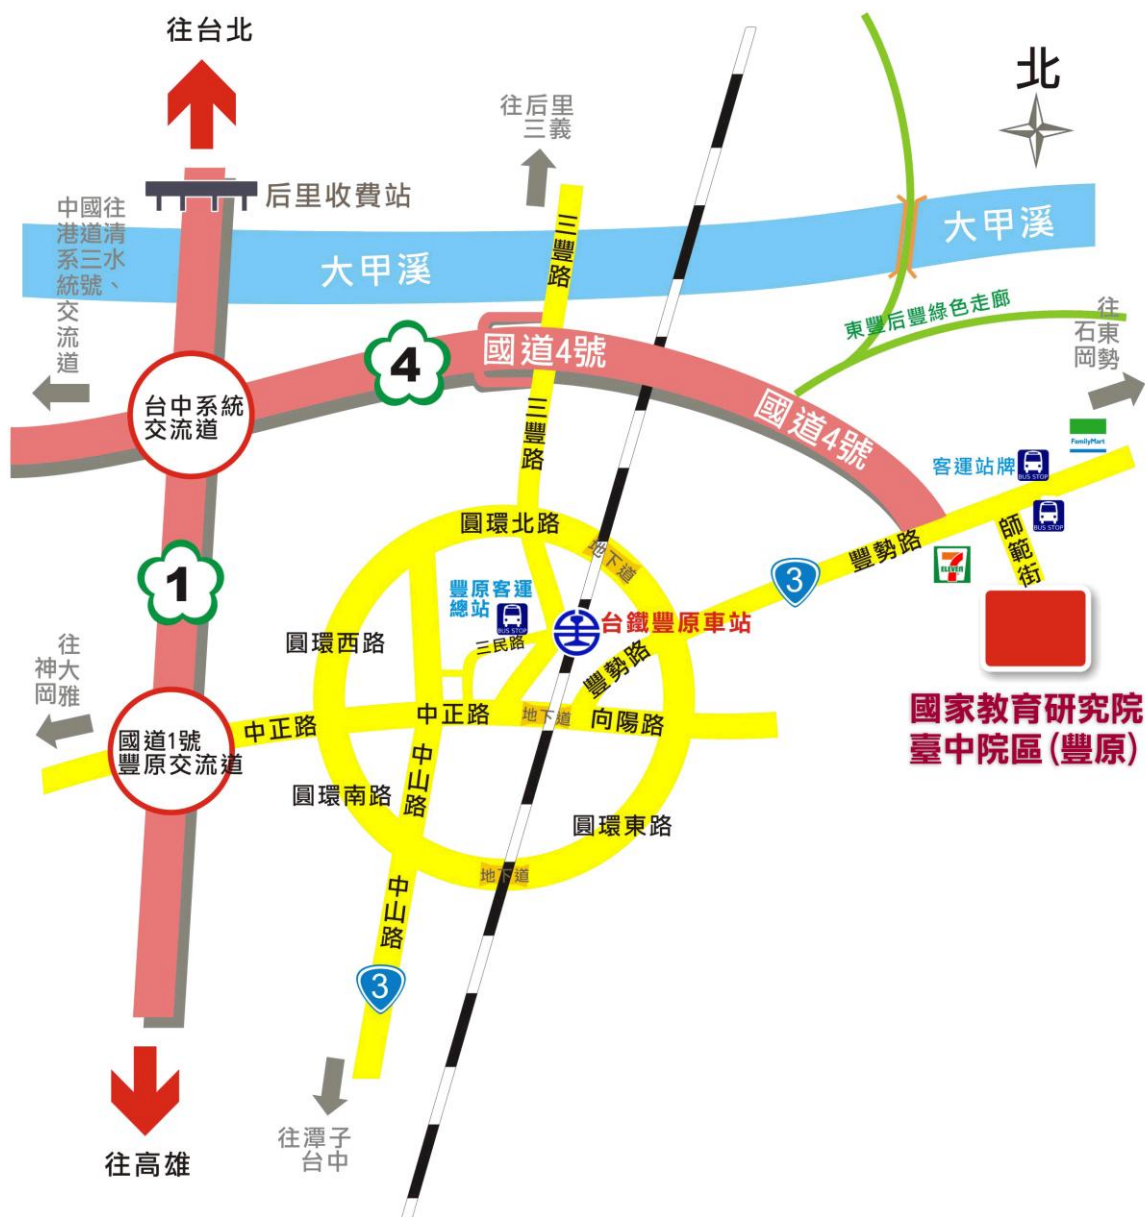 往台北
北
往后里
三義
后里收費站
往清水
國道三號、
中港系統交流道
大甲溪
大甲溪
三豐路
東豐后豐綠色走廊
往東勢
石岡
4
國道4號
國道4號
台中系統
交流道
三豐路
FamilyMart
客運站牌
BUS STOP
BUS STOP
圓環北路
地下道
豐勢路
師範街
7
ELEVEN
3
1
豐原客運
總站
BUS STOP
台鐵豐原車站
三民路
圓環西路
豐勢路
往大雅
神岡
中正路
中正路
地下道
向陽路
國道1號
豐原交流道
國家教育研究院
臺中院區(豐原)
中山路
圓環南路
圓環東路
地下道
中山路
3
往潭子
台中
往高雄